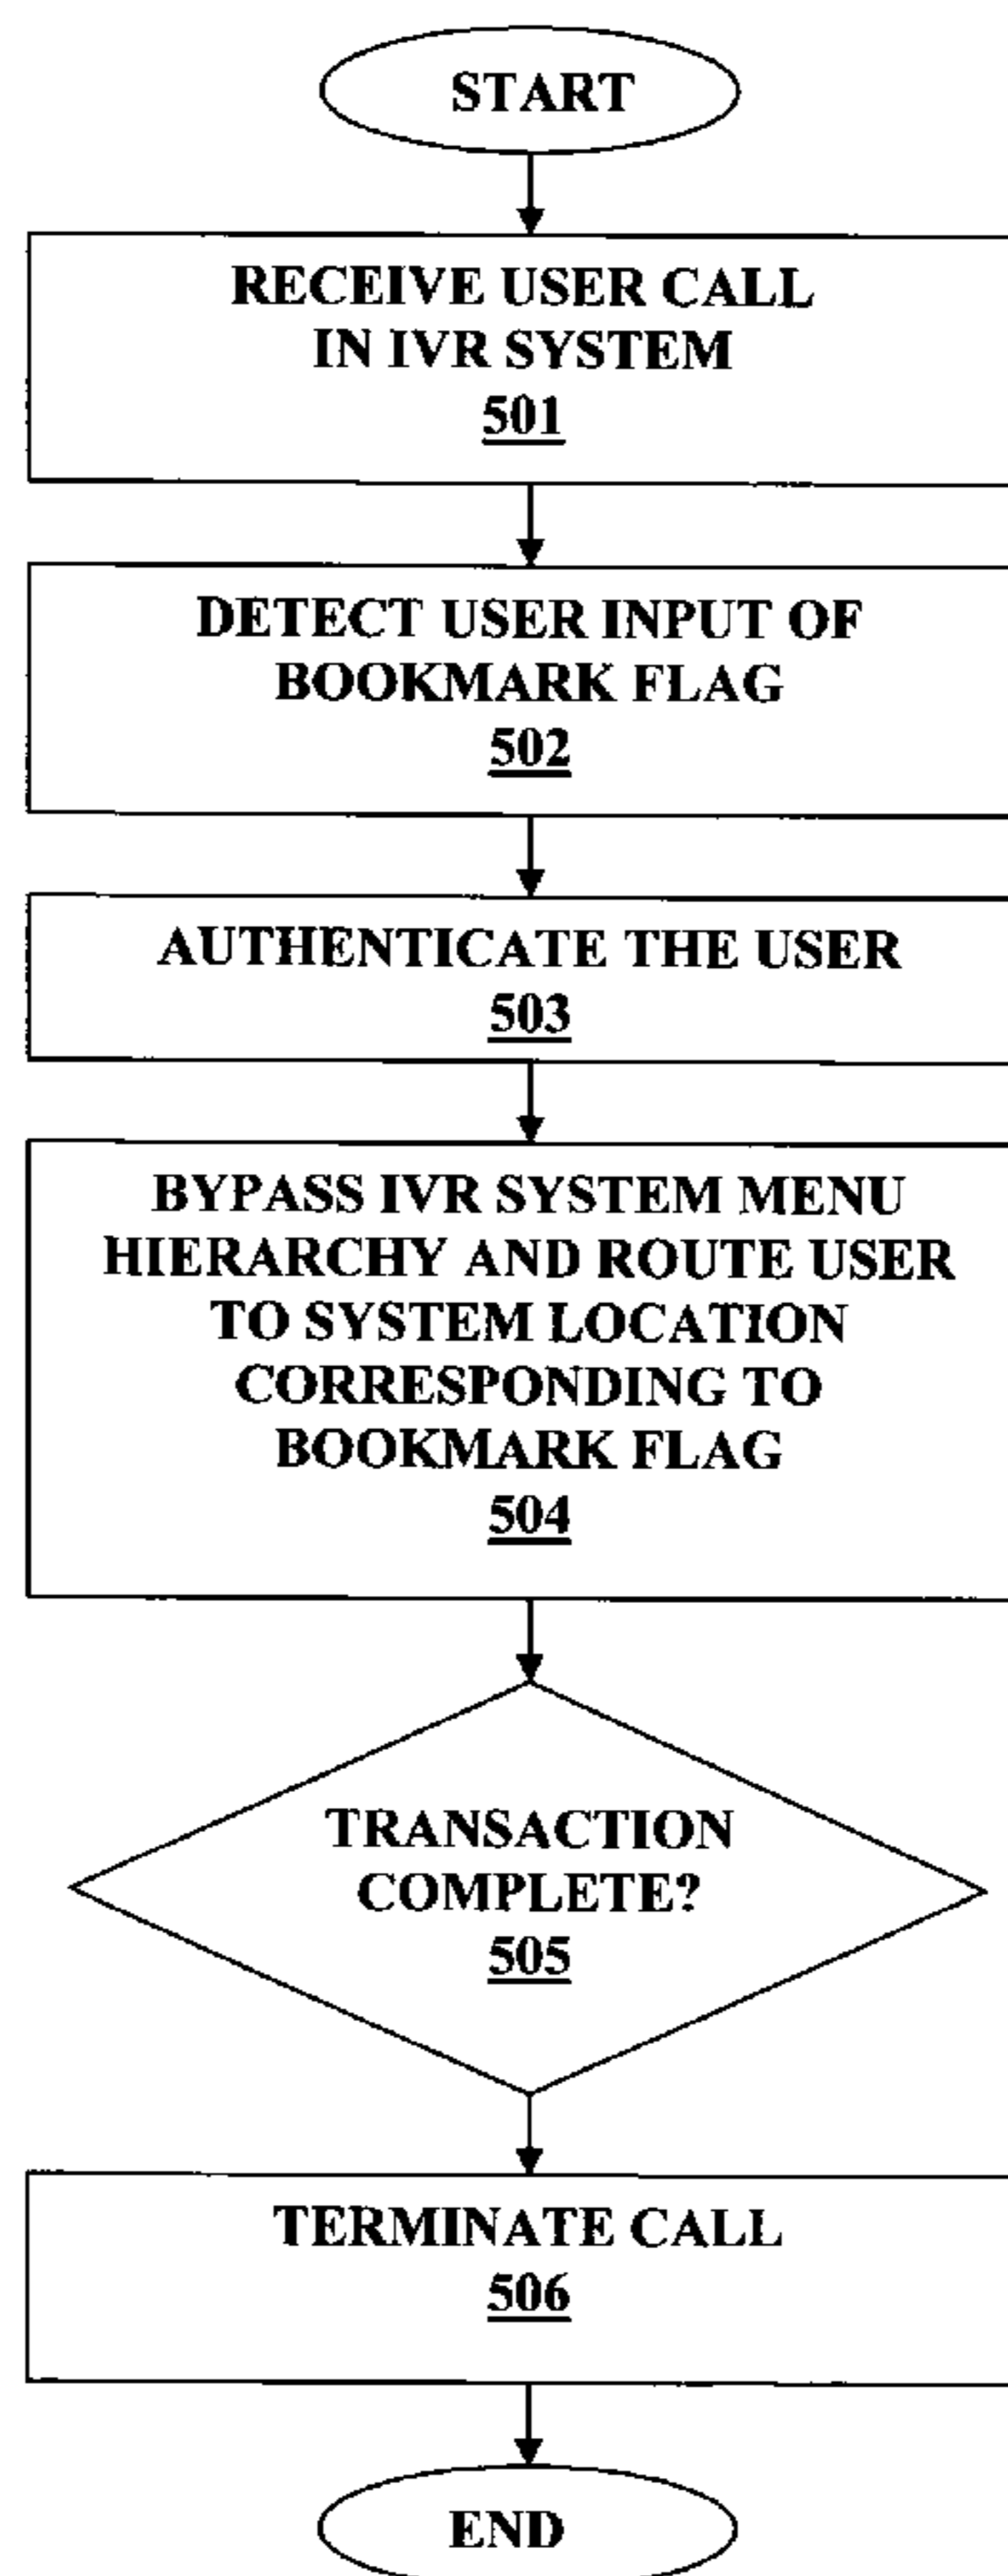 START
RECEIVE USER CALL
IN IVR SYSTEM
501
DETECT USER INPUT OF
BOOKMARK FLAG
502
AUTHENTICATE THE USER
503
BYPASS IVR SYSTEM MENU
HIERARCHY AND ROUTE USER
TO SYSTEM LOCATION
CORRESPONDING TO
BOOKMARK FLAG
504
TRANSACTION
COMPLETE?
505
TERMINATE CALL
506
END